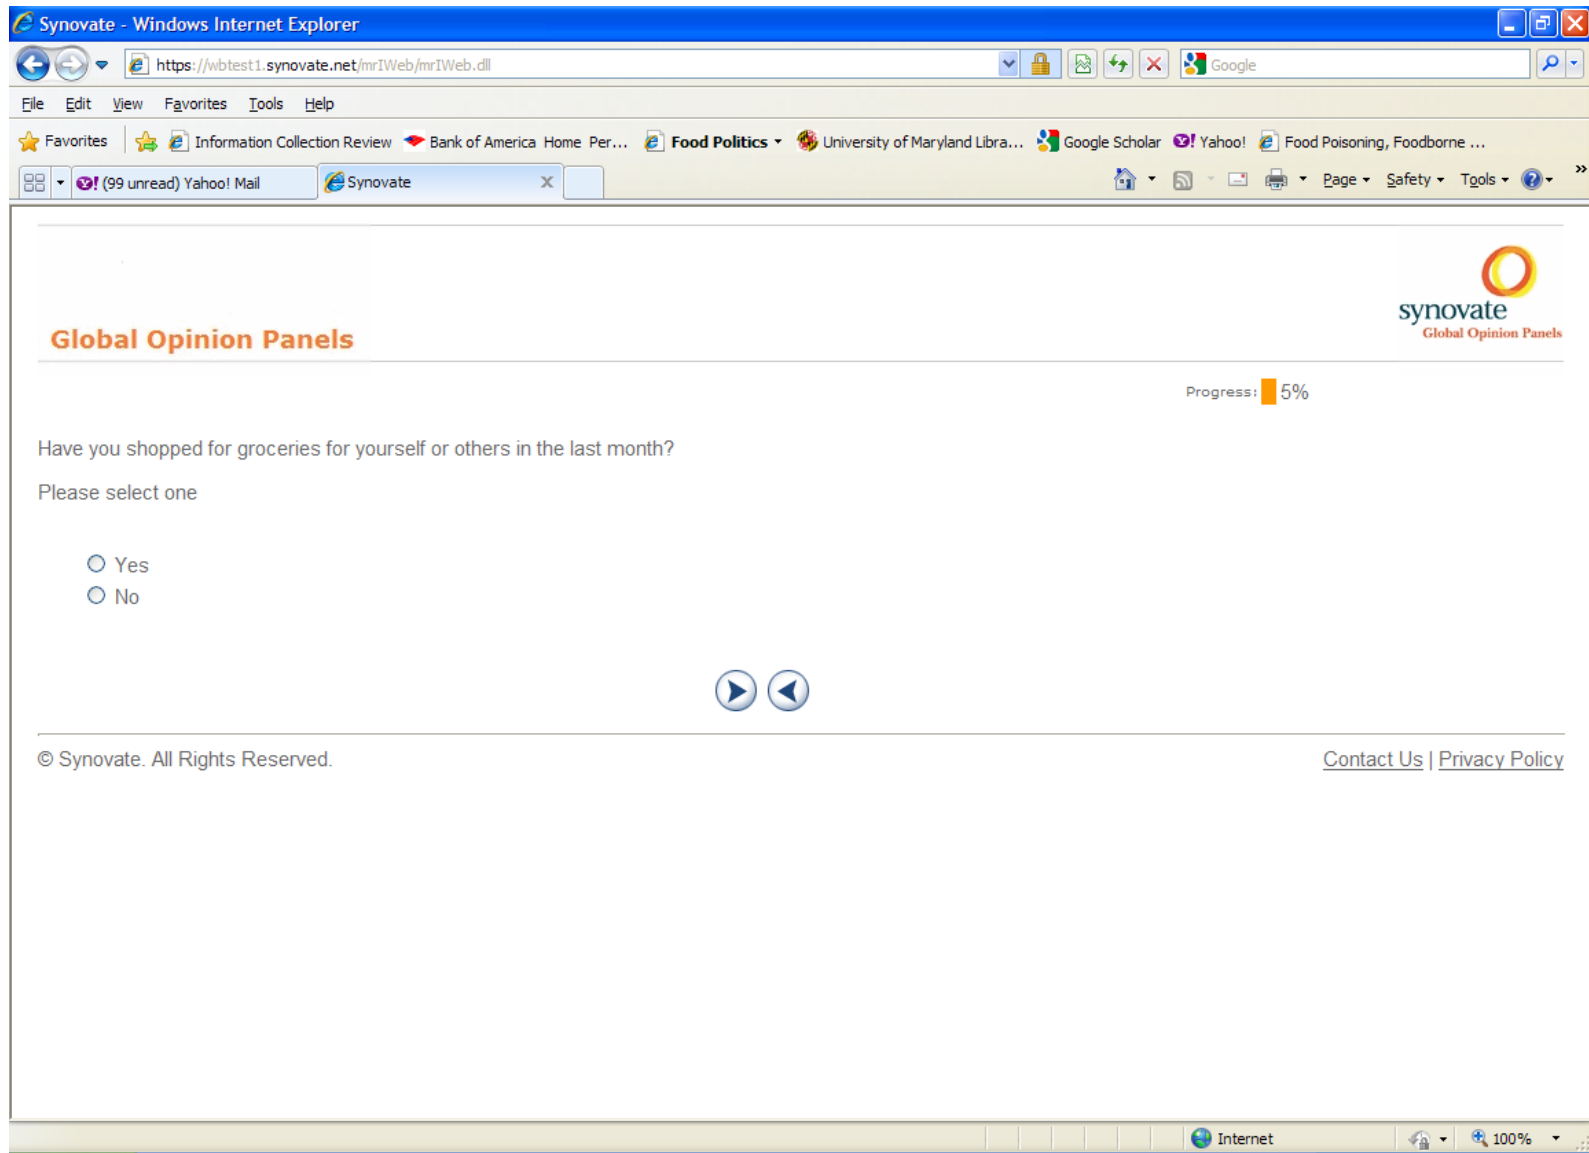 Synovate - Windows Internet Explorer
https://wbtest1.synovate.net/mrIWeb/mrIWeb.dll
Google
File Edit View Favorites Tools Help
Favorites Information Collection Review Bank of America Home Per... Food Politics University of Maryland Libra... Google Scholar Yahoo! Food Poisoning, Foodborne ...
(99 unread) Yahoo! Mail Synovate Page Safety Tools
Global Opinion Panels
synovate
Global Opinion Panels
Progress: 5%
Have you shopped for groceries for yourself or others in the last month?
Please select one
Yes
No
© Synovate. All Rights Reserved. Contact Us | Privacy Policy
Internet 100%